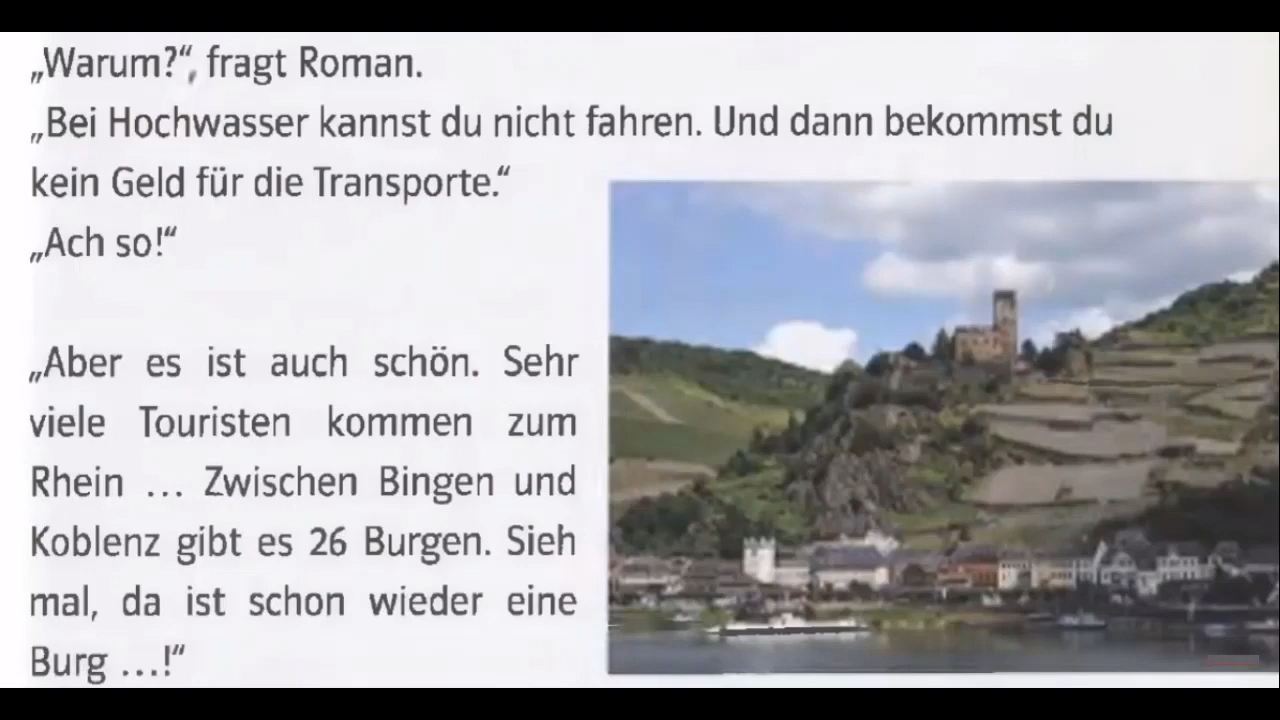 „Warum?“, fragt Roman.
„Bei Hochwasser kannst du nicht fahren. Und dann bekommst du
kein Geld für die Transporte.“
„Ach so!“
„Aber es ist auch schön. Sehr
viele Touristen kommen zum
Rhein … Zwischen Bingen und
Koblenz gibt es 26 Burgen. Sieh
mal, da ist schon wieder eine
Burg …!“